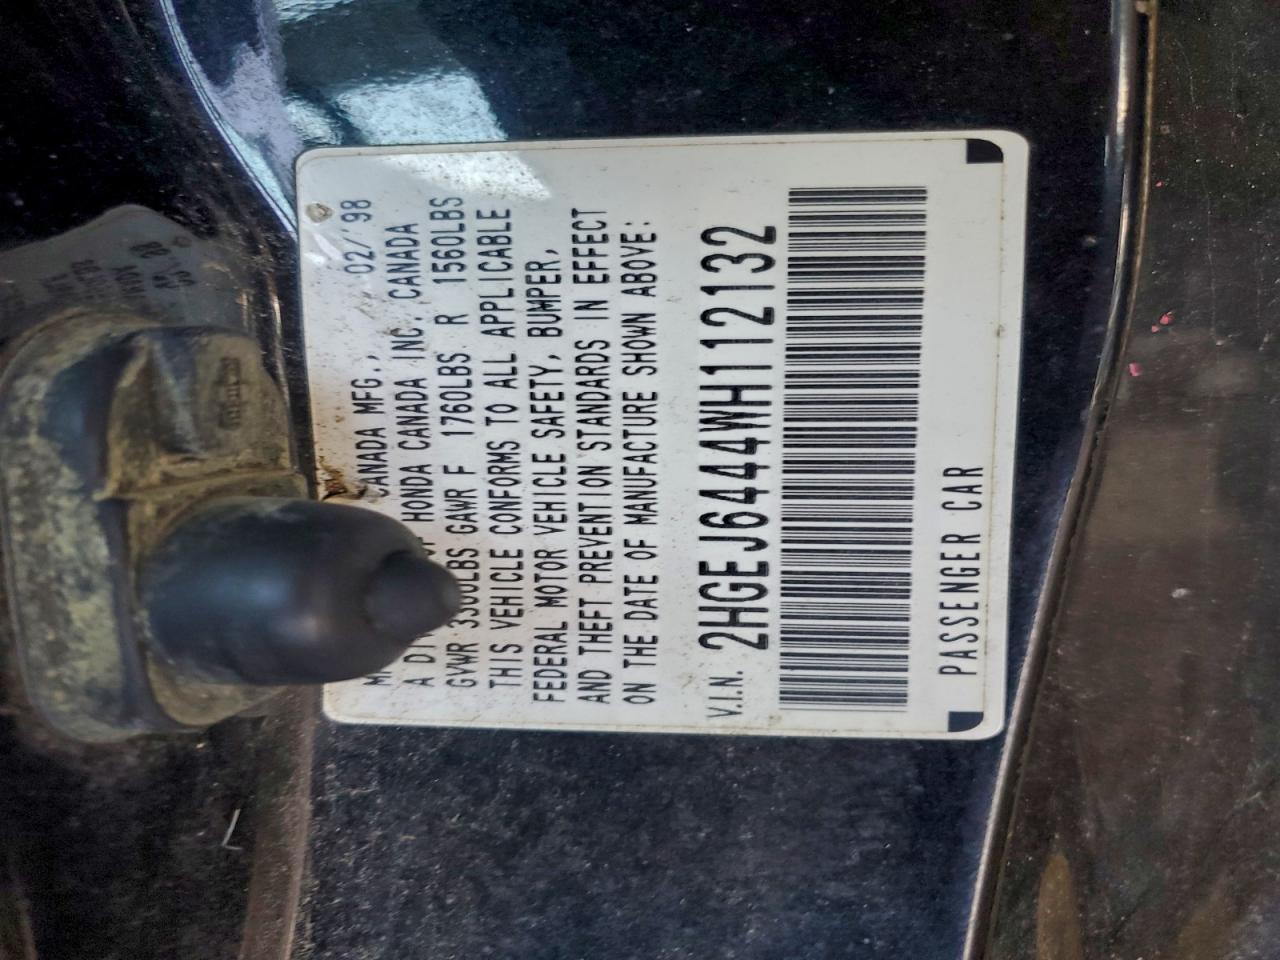 CANADA MFG., 02/'98
A OF HONDA CANADA INC, CANADA
GVWR 3300LBS GAWR F 1760LBS R 1560LBS
THIS VEHICLE CONFORMS TO ALL APPLICABLE
FEDERAL MOTOR VEHICLE SAFETY, BUMPER,
AND THEFT PREVENTION STANDARDS IN EFFECT
ON THE DATE OF MANUFACTURE SHOWN ABOVE:
V.I.N. 2HGEJ6444WH112132
PASSENGER CAR